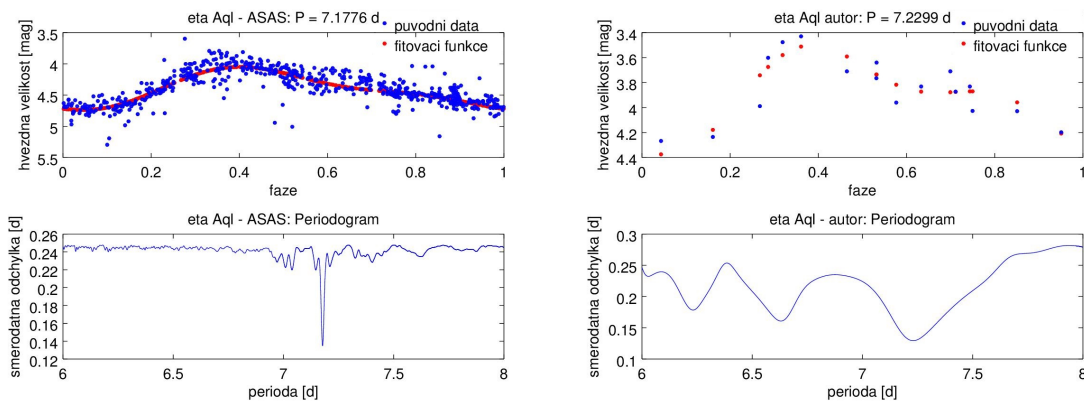 eta Aql - ASAS: P = 7.1776 d
puvodni data
fitovaci funkce
hvezdna velikost [mag]
3.5
4
4.5
5
5.5
0 0.2 0.4 0.6 0.8 1
faze
eta Aql autor: P = 7.2299 d
puvodni data
fitovaci funkce
hvezdna velikost [mag]
3.4
3.6
3.8
4
4.2
4.4
0 0.2 0.4 0.6 0.8 1
faze
eta Aql - ASAS: Periodogram
smerodatna odchylka [d]
0.26
0.24
0.22
0.2
0.18
0.16
0.14
0.12
6 6.5 7 7.5 8
perioda [d]
eta Aql - autor: Periodogram
smerodatna odchylka [d]
0.3
0.25
0.2
0.15
0.1
6 6.5 7 7.5 8
perioda [d]